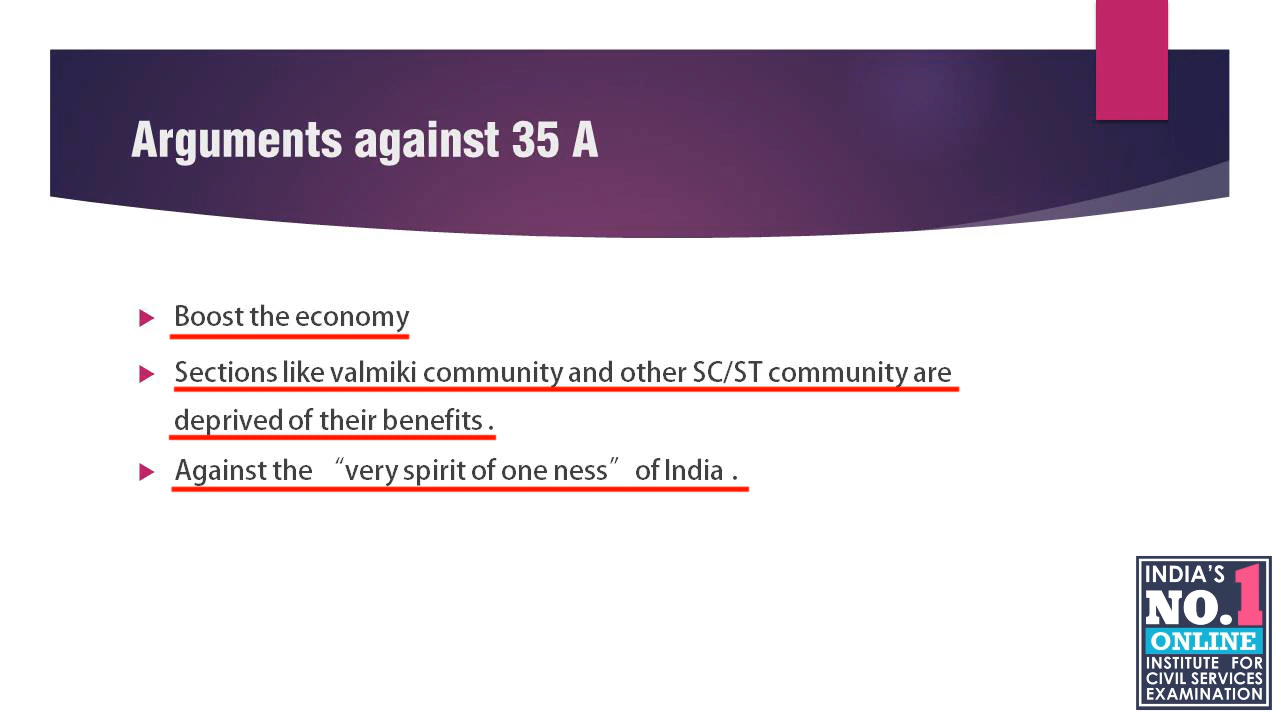 Arguments against 35 A
Boost the economy
Sections like valmiki community and other SC/ST community are
deprived of their benefits .
Against the “very spirit of one ness” of India .
INDIA'S
NO.1
ONLINE
INSTITUTE FOR
CIVIL SERVICES
EXAMINATION